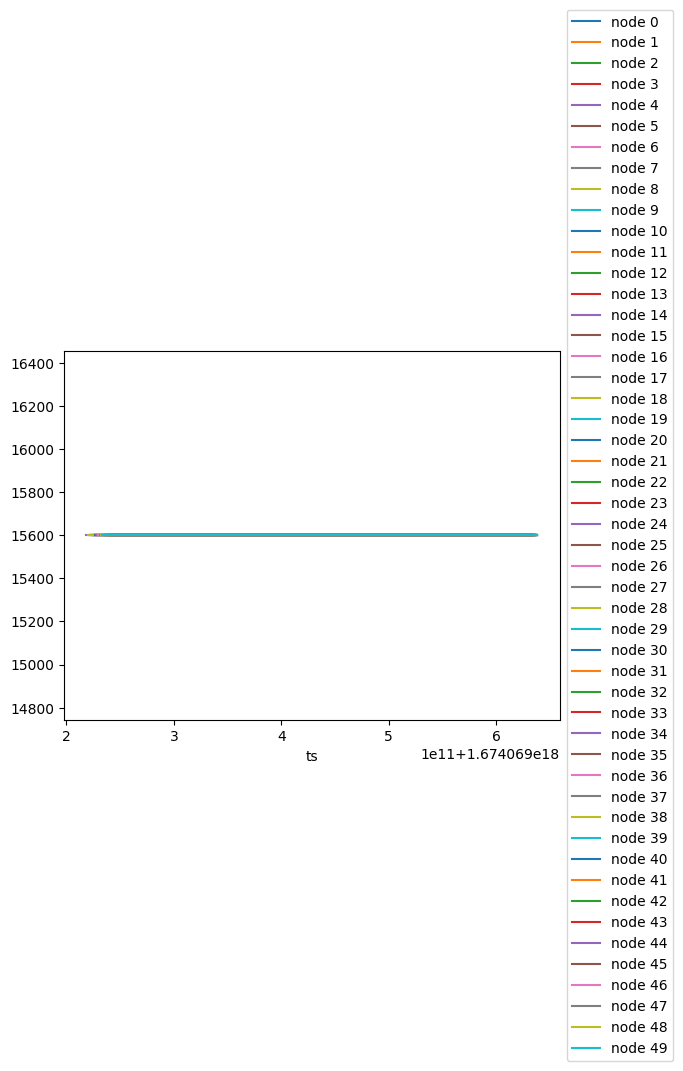 16400
16200
16000
15800
15600
15400
15200
15000
14800
2
3
4
5
6
1e11+1.674069e18
ts
node 0
node 1
node 2
node 3
node 4
node 5
node 6
node 7
node 8
node 9
node 10
node 11
node 12
node 13
node 14
node 15
node 16
node 17
node 18
node 19
node 20
node 21
node 22
node 23
node 24
node 25
node 26
node 27
node 28
node 29
node 30
node 31
node 32
node 33
node 34
node 35
node 36
node 37
node 38
node 39
node 40
node 41
node 42
node 43
node 44
node 45
node 46
node 47
node 48
node 49